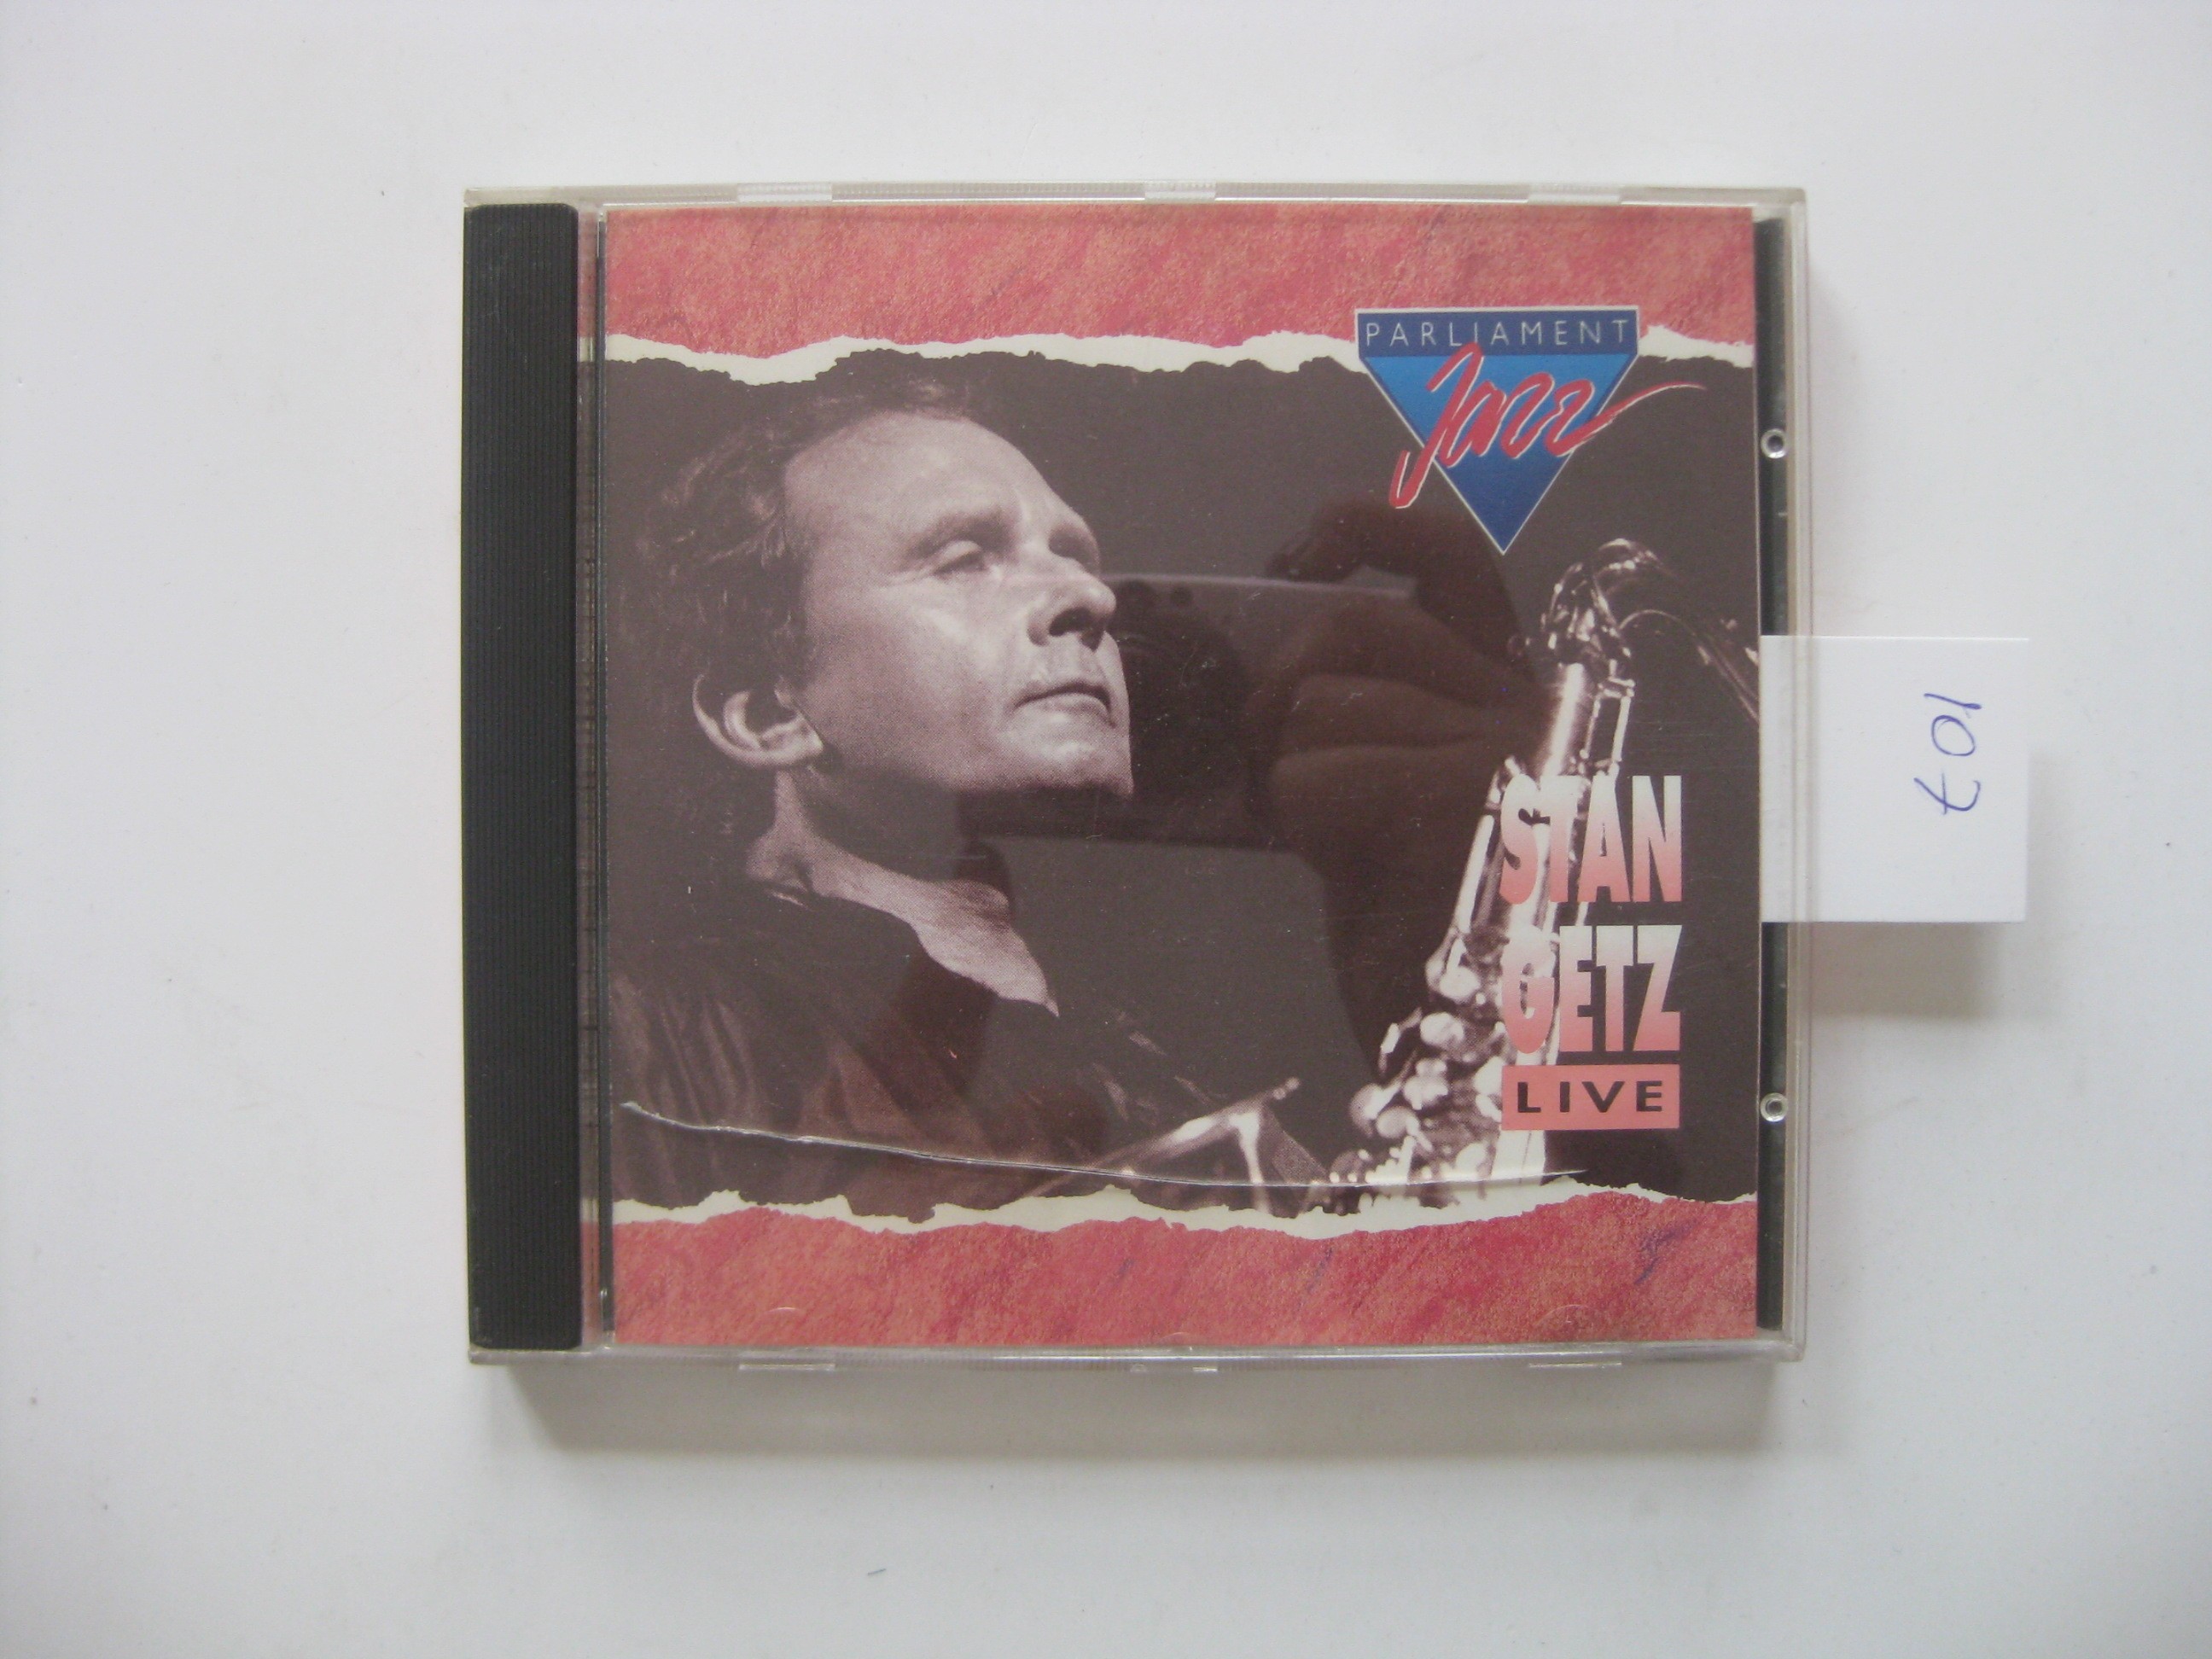 PARLIAMENT
Jazz
STAN
GETZ
LIVE
107